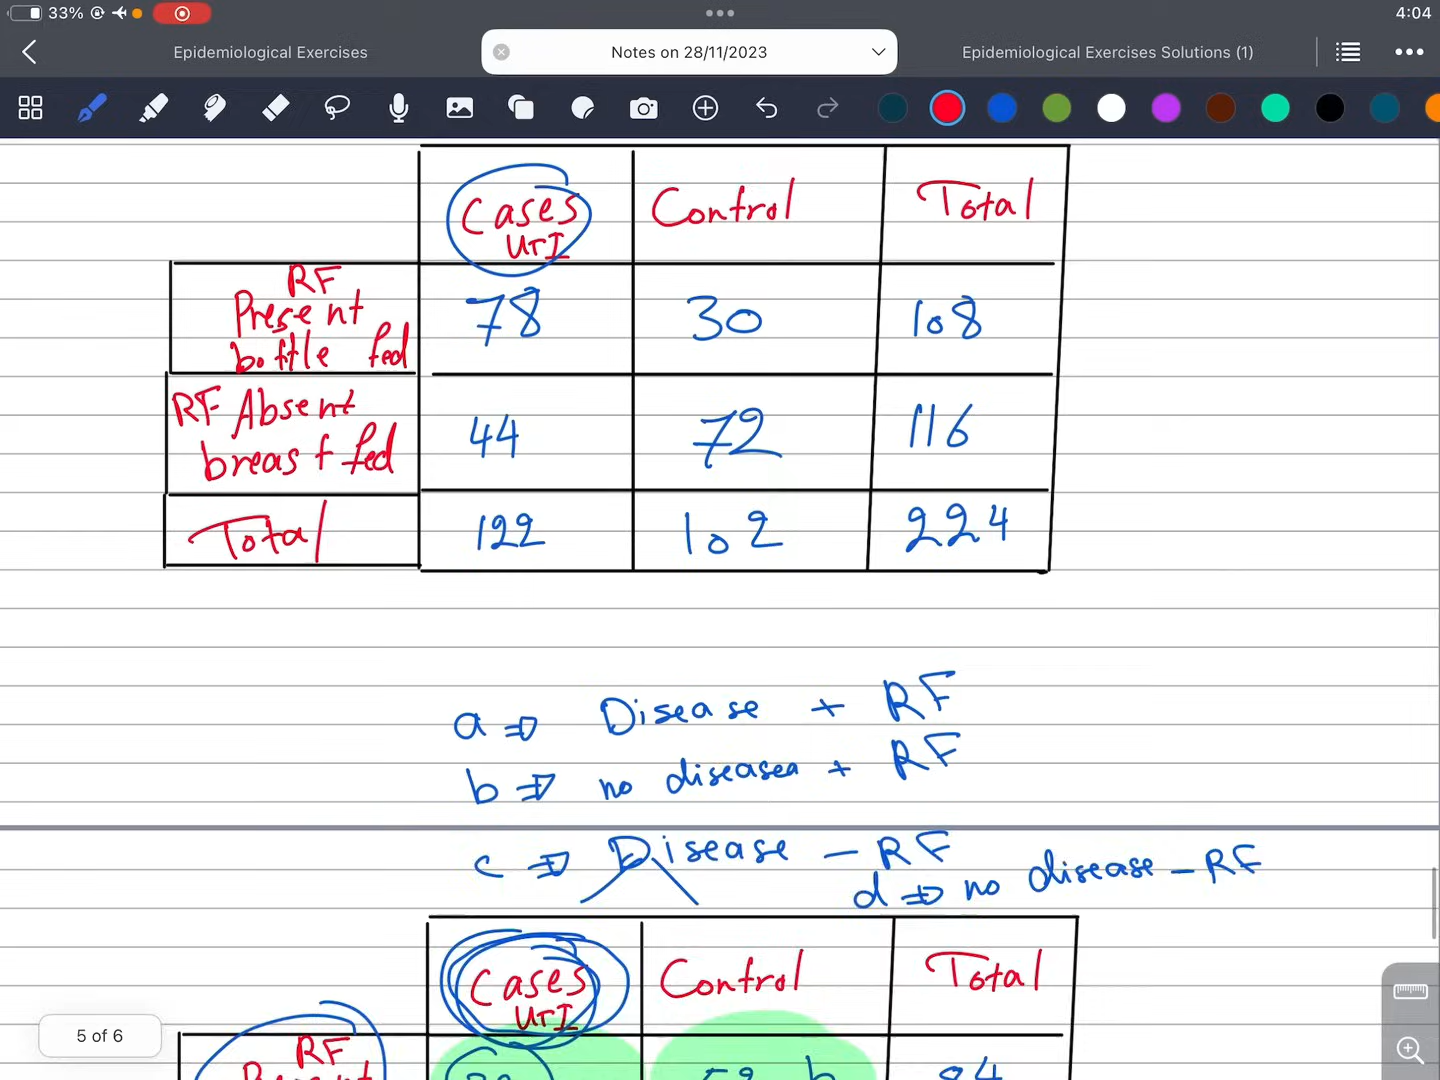 33%
4:04
Epidemiological Exercises
Notes on 28/11/2023
Epidemiological Exercises Solutions (1)
Cases UTI Control Total
RF Present bottle fed 78 30 108
RF Absent breast fed 44 72 116
Total 122 102 224
a ⇒ Disease + RF
b ⇒ no diseasea + RF
c ⇒ Disease - RF
d ⇒ no disease - RF
Cases UTI Control Total
RF
5 of 6